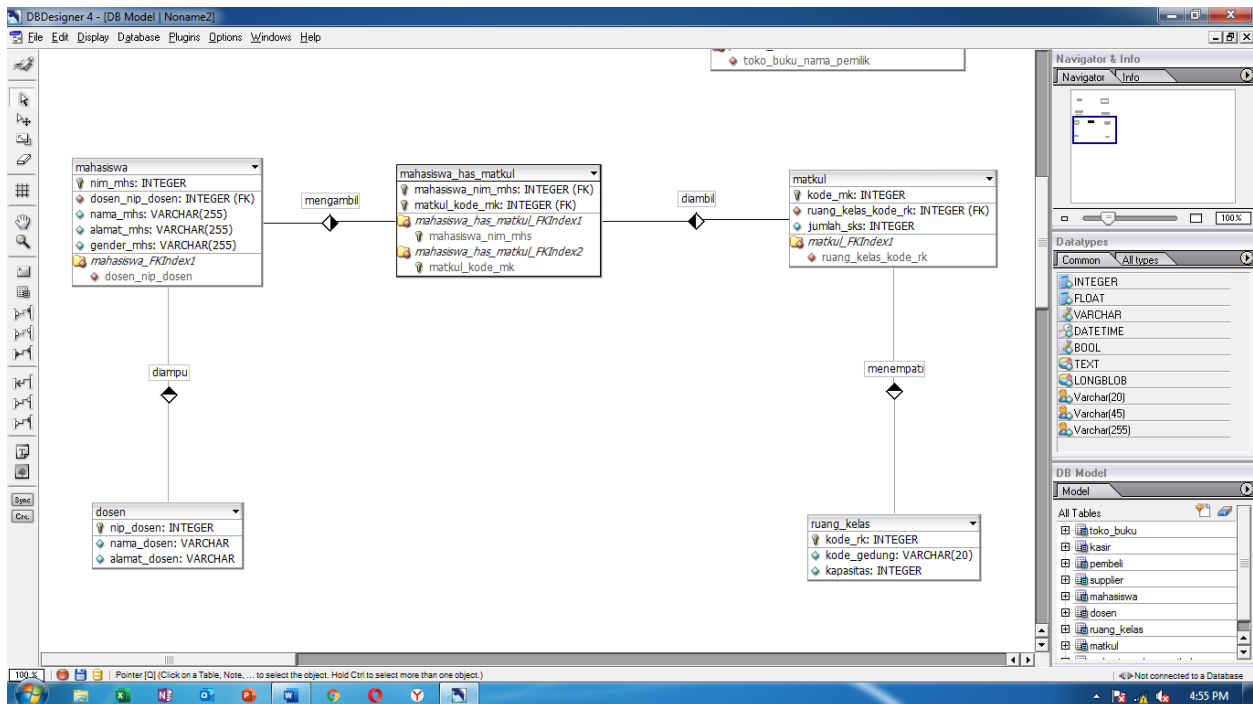 DBDesigner 4 - [DB Model | Noname2]
File Edit Display Database Plugins Options Windows Help
toko_buku_nama_pemilik
mahasiswa
nim_mhs: INTEGER
dosen_nip_dosen: INTEGER (FK)
nama_mhs: VARCHAR(255)
alamat_mhs: VARCHAR(255)
gender_mhs: VARCHAR(255)
mahasiswa_FKIndex1
dosen_nip_dosen
mengambil
mahasiswa_has_matkul
mahasiswa_nim_mhs: INTEGER (FK)
matkul_kode_mk: INTEGER (FK)
mahasiswa_has_matkul_FKIndex1
mahasiswa_nim_mhs
mahasiswa_has_matkul_FKIndex2
matkul_kode_mk
diambil
matkul
kode_mk: INTEGER
ruang_kelas_kode_rk: INTEGER (FK)
jumlah_sks: INTEGER
matkul_FKIndex1
ruang_kelas_kode_rk
diampu
menempati
dosen
nip_dosen: INTEGER
nama_dosen: VARCHAR
alamat_dosen: VARCHAR
ruang_kelas
kode_rk: INTEGER
kode_gedung: VARCHAR(20)
kapasitas: INTEGER
Sync
Cre.
Navigator & Info
Navigator Info
100%
Datatypes
Common All types
INTEGER
FLOAT
VARCHAR
DATETIME
BOOL
TEXT
LONGBLOB
Varchar(20)
Varchar(45)
Varchar(255)
DB Model
Model
All Tables
toko_buku
kasir
pembeli
supplier
mahasiswa
dosen
ruang_kelas
matkul
100 % Pointer [Q] (Click on a Table, Note, ... to select the object. Hold Ctrl to select more than one object.) Not connected to a Database
4:55 PM